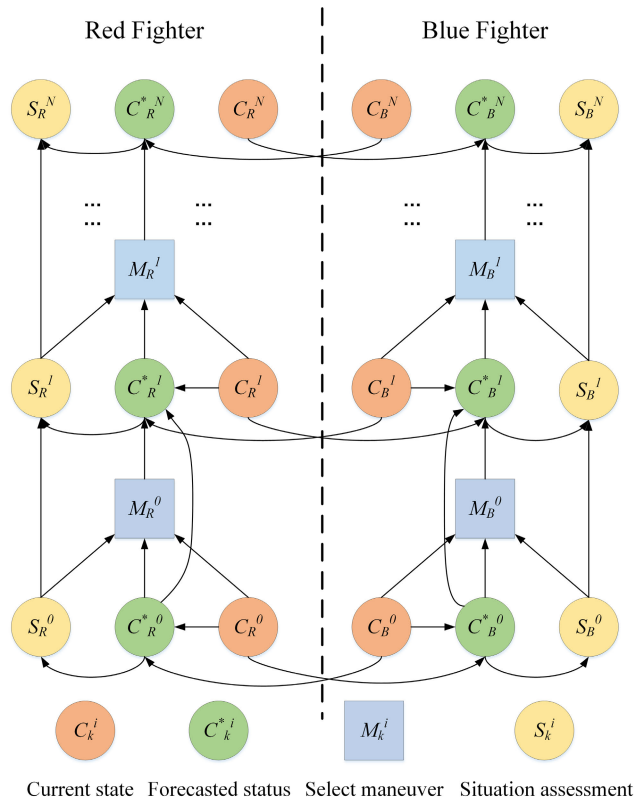 Red Fighter Blue Fighter
S_R^N C*_R^N C_R^N C_B^N C*_B^N S_B^N
... ... ... ...
... ... ... ...
M_R^1 M_B^1
S_R^1 C*_R^1 C_R^1 C_B^1 C*_B^1 S_B^1
M_R^0 M_B^0
S_R^0 C*_R^0 C_R^0 C_B^0 C*_B^0 S_B^0
C_k^i C*_k^i M_k^i S_k^i
Current state Forecasted status Select maneuver Situation assessment